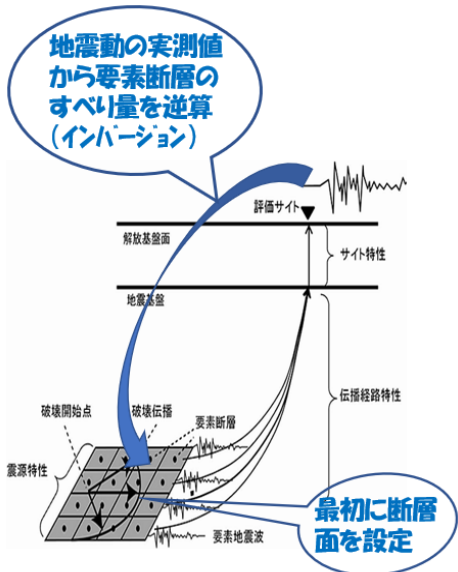 地震動の実測値
から要素断層の
すべり量を逆算
（インバージョン）
評価サイト
解放基盤面
サイト特性
地震基盤
伝播経路特性
破壊開始点
破壊伝播
要素断層
震源特性
要素地震波
最初に断層
面を設定